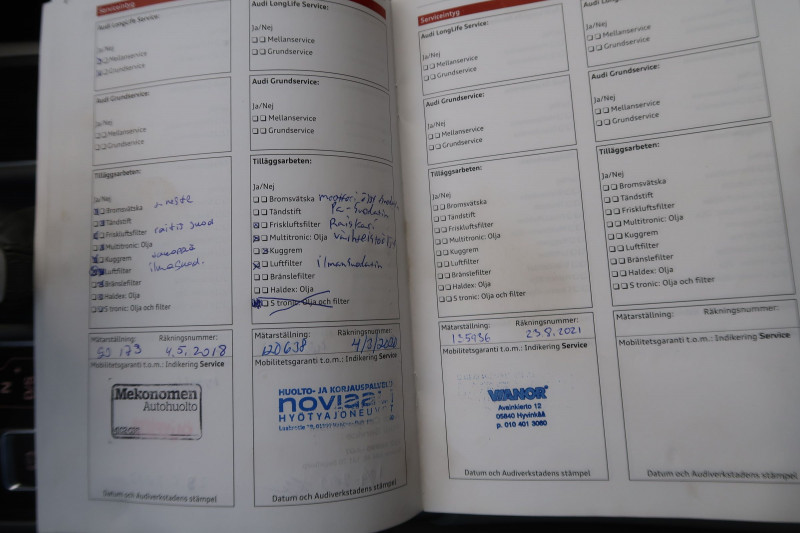 Serviceintyg
Audi LongLife Service:
Ja/Nej
Mellanservice
Grundservice
Audi Grundservice:
Ja/Nej
Mellanservice
Grundservice
Tilläggsarbeten:
Ja/Nej
Bromsvätska
Tändstift
Friskluftsfilter
Multitronic: Olja
Kuggrem
Luftfilter
Bränslefilter
Haldex: Olja
S tronic: Olja och filter
Mätarställning:
Räkningsnummer:
4.5.2018
Mobilitetsgaranti t.o.m.: Indikering Service
Mekonomen
Autohuolto
Datum och Audiverkstadens stämpel
Audi LongLife Service:
Ja/Nej
Mellanservice
Grundservice
Audi Grundservice:
Ja/Nej
Mellanservice
Grundservice
Tilläggsarbeten:
Ja/Nej
Bromsvätska
Tändstift
Friskluftsfilter
Multitronic: Olja
Kuggrem
Luftfilter
ilmansuodatin
Bränslefilter
Haldex: Olja
S tronic: Olja och filter
Mätarställning:
Räkningsnummer:
120638
Mobilitetsgaranti t.o.m.: Indikering Service
HUOLTO- JA KORJAUSPALVELUT
HYÖTYAJONEUVOT
Datum och Audiverkstadens stämpel
Serviceintyg
Audi LongLife Service:
Ja/Nej
Mellanservice
Grundservice
Audi Grundservice:
Ja/Nej
Mellanservice
Grundservice
Tilläggsarbeten:
Ja/Nej
Bromsvätska
Tändstift
Friskluftsfilter
Multitronic: Olja
Kuggrem
Luftfilter
Bränslefilter
Haldex: Olja
S tronic: Olja och filter
Mätarställning:
Räkningsnummer:
23.8.2021
Mobilitetsgaranti t.o.m.: Indikering Service
VIANOR
Avainkierto 12
05840 Hyvinkää
p. 010 401 3060
Datum och Audiverkstadens stämpel
Audi LongLife Service:
Ja/Nej
Mellanservice
Grundservice
Audi Grundservice:
Ja/Nej
Mellanservice
Grundservice
Tilläggsarbeten:
Ja/Nej
Bromsvätska
Tändstift
Friskluftsfilter
Multitronic: Olja
Kuggrem
Luftfilter
Bränslefilter
Haldex: Olja
S tronic: Olja och filter
Mätarställning:
Räkningsnummer:
Mobilitetsgaranti t.o.m.: Indikering Service
Datum och Audiverkstadens stämpel